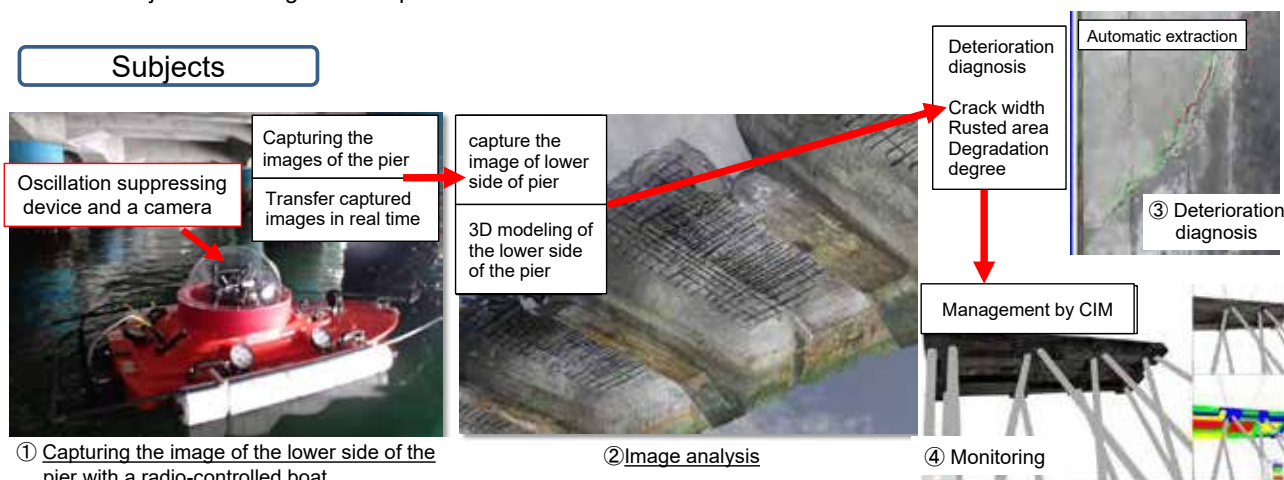 Subjects
Oscillation suppressing
device and a camera
Capturing the
images of the pier
Transfer captured
images in real time
capture the
image of lower
side of pier
3D modeling of
the lower side
of the pier
Deterioration
diagnosis
Crack width
Rusted area
Degradation
degree
Automatic extraction
③ Deterioration
diagnosis
Management by CIM
① Capturing the image of the lower side of the
pier with a radio-controlled boat
②Image analysis
④ Monitoring